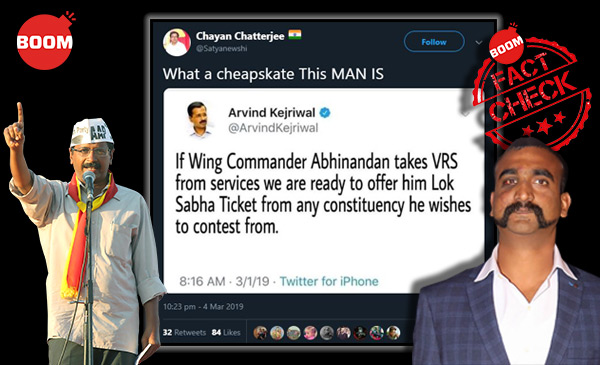 BOOM
Chayan Chatterjee
@Satyanewshi
Follow
What a cheapskate This MAN IS
Arvind Kejriwal
@ArvindKejriwal
If Wing Commander Abhinandan takes VRS
from services we are ready to offer him Lok
Sabha Ticket from any constituency he wishes
to contest from.
8:16 AM · 3/1/19 · Twitter for iPhone
10:23 pm - 4 Mar 2019
32 Retweets 84 Likes
BOOM
FACT
CHECK